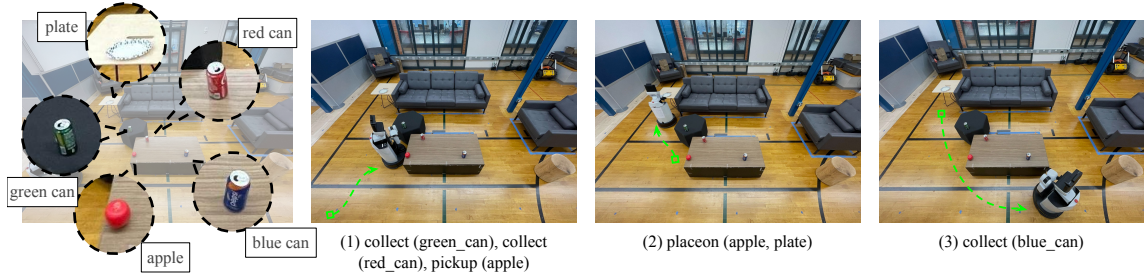 plate
red can
green can
apple
blue can
(1) collect (green_can), collect
(red_can), pickup (apple)
(2) placeon (apple, plate)
(3) collect (blue_can)